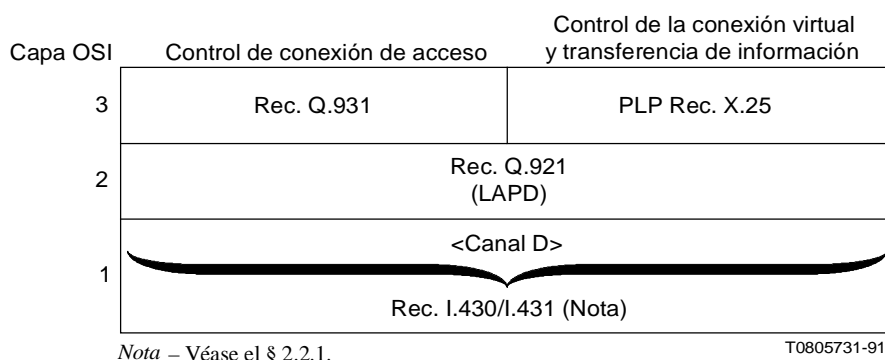 Capa OSI
Control de conexión de acceso
Control de la conexión virtual
y transferencia de información
3
Rec. Q.931
PLP Rec. X.25
2
Rec. Q.921
(LAPD)
1
<Canal D>
Rec. I.430/I.431 (Nota)
Nota – Véase el § 2.2.1.
T0805731-91